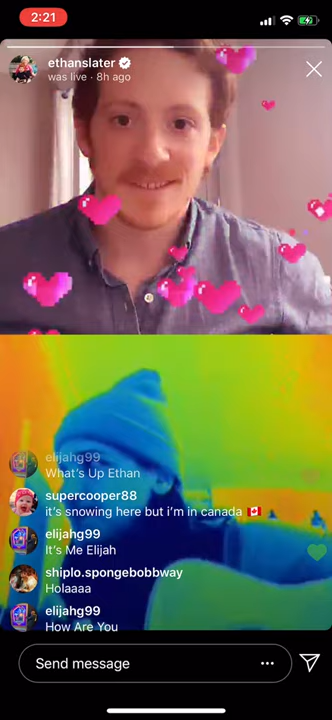 2:21
ethanslater
was live · 8h ago
elijahg99
What's Up Ethan
supercooper88
it's snowing here but i'm in canada 🇨🇦
elijahg99
It's Me Elijah
shiplo.spongebobbway
Holaaaa
elijahg99
How Are You
Send message